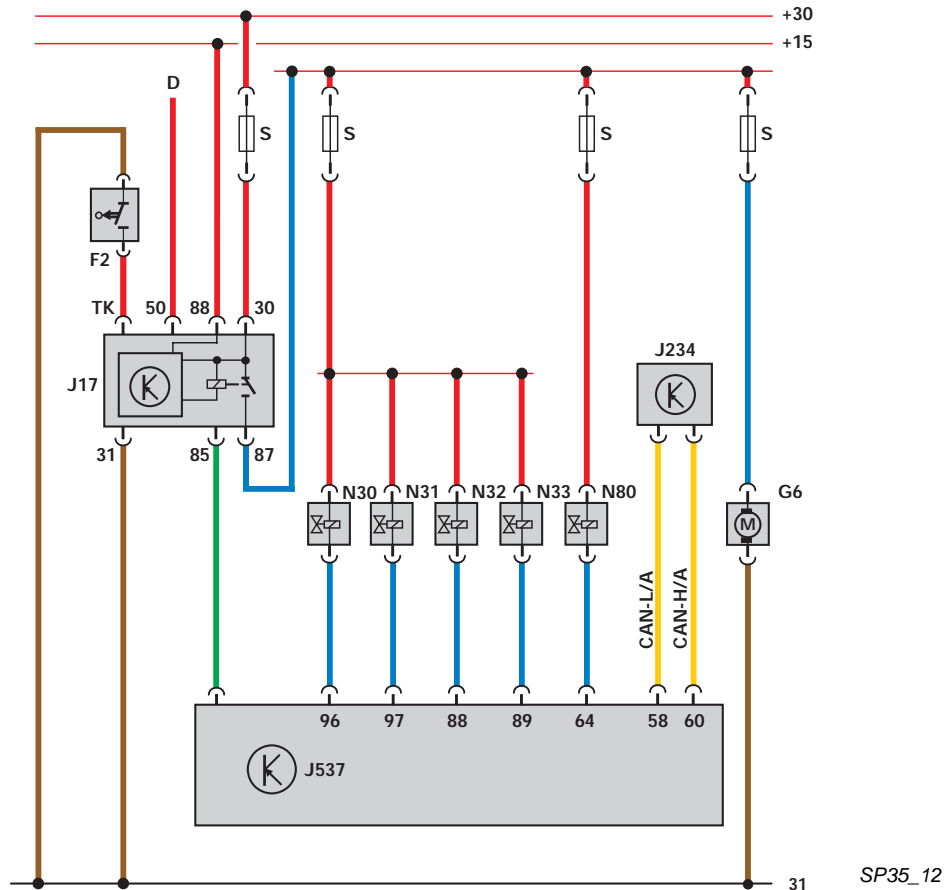 +30
+15
D
S
S
S
S
F2
TK
50
88
30
J17
J234
31
85
87
N30
N31
N32
N33
N80
G6
M
CAN-L/A
CAN-H/A
96
97
88
89
64
58
60
J537
31
SP35_12